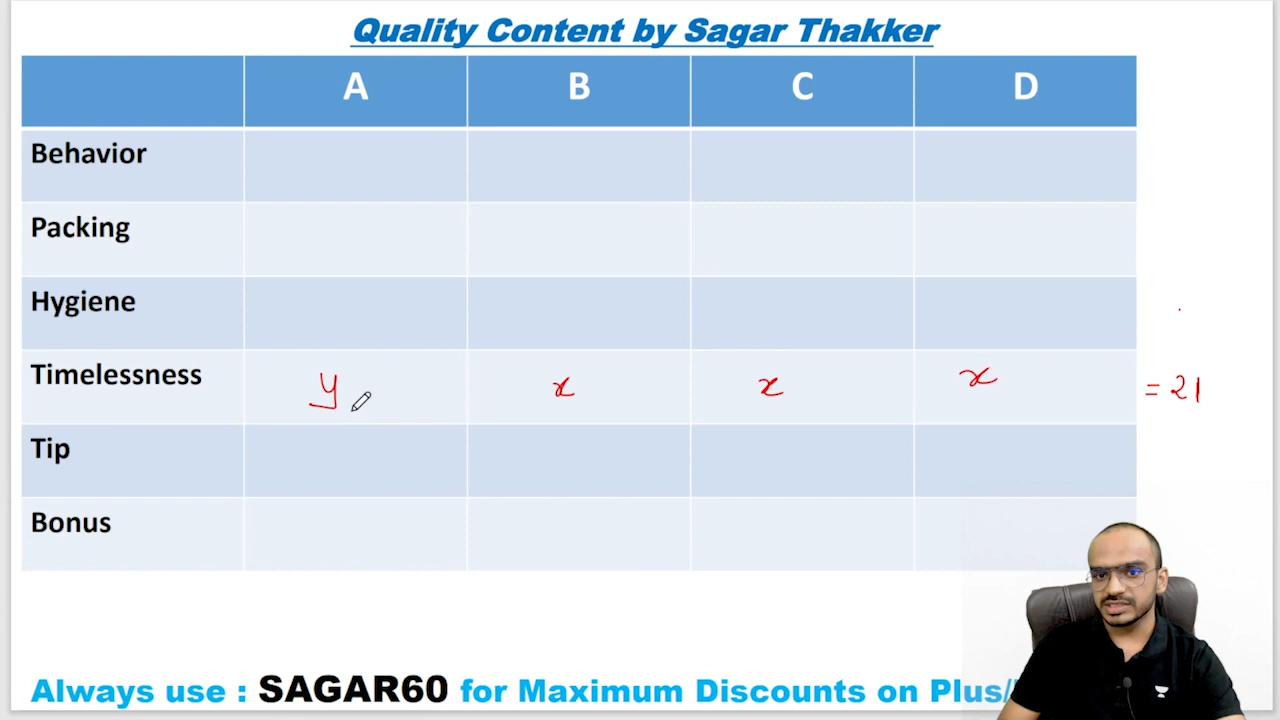 Quality Content by Sagar Thakker
A B C D
Behavior
Packing
Hygiene
Timelessness y x x x = 21
Tip
Bonus
Always use : SAGAR60 for Maximum Discounts on Plus/